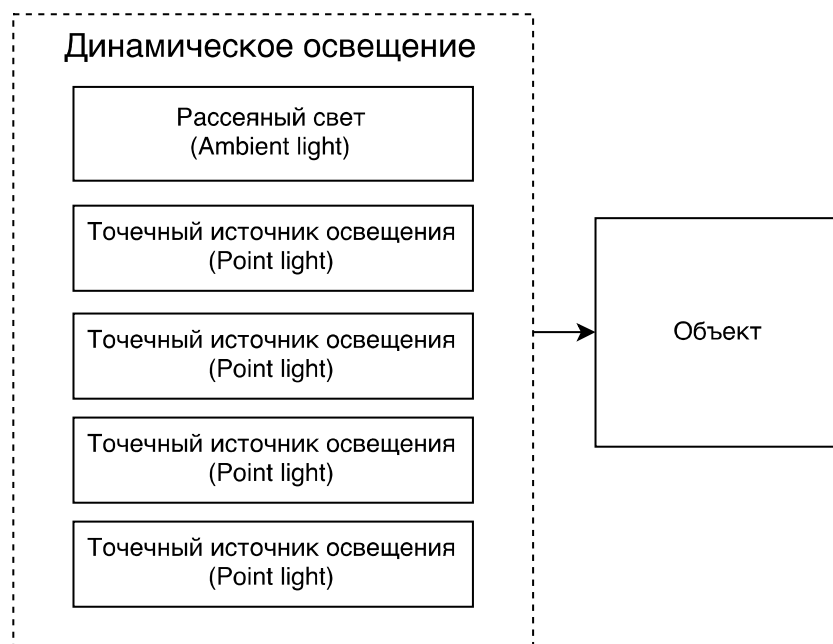 Динамическое освещение
Рассеяный свет
(Ambient light)
Точечный источник освещения
(Point light)
Точечный источник освещения
(Point light)
Точечный источник освещения
(Point light)
Точечный источник освещения
(Point light)
Объект